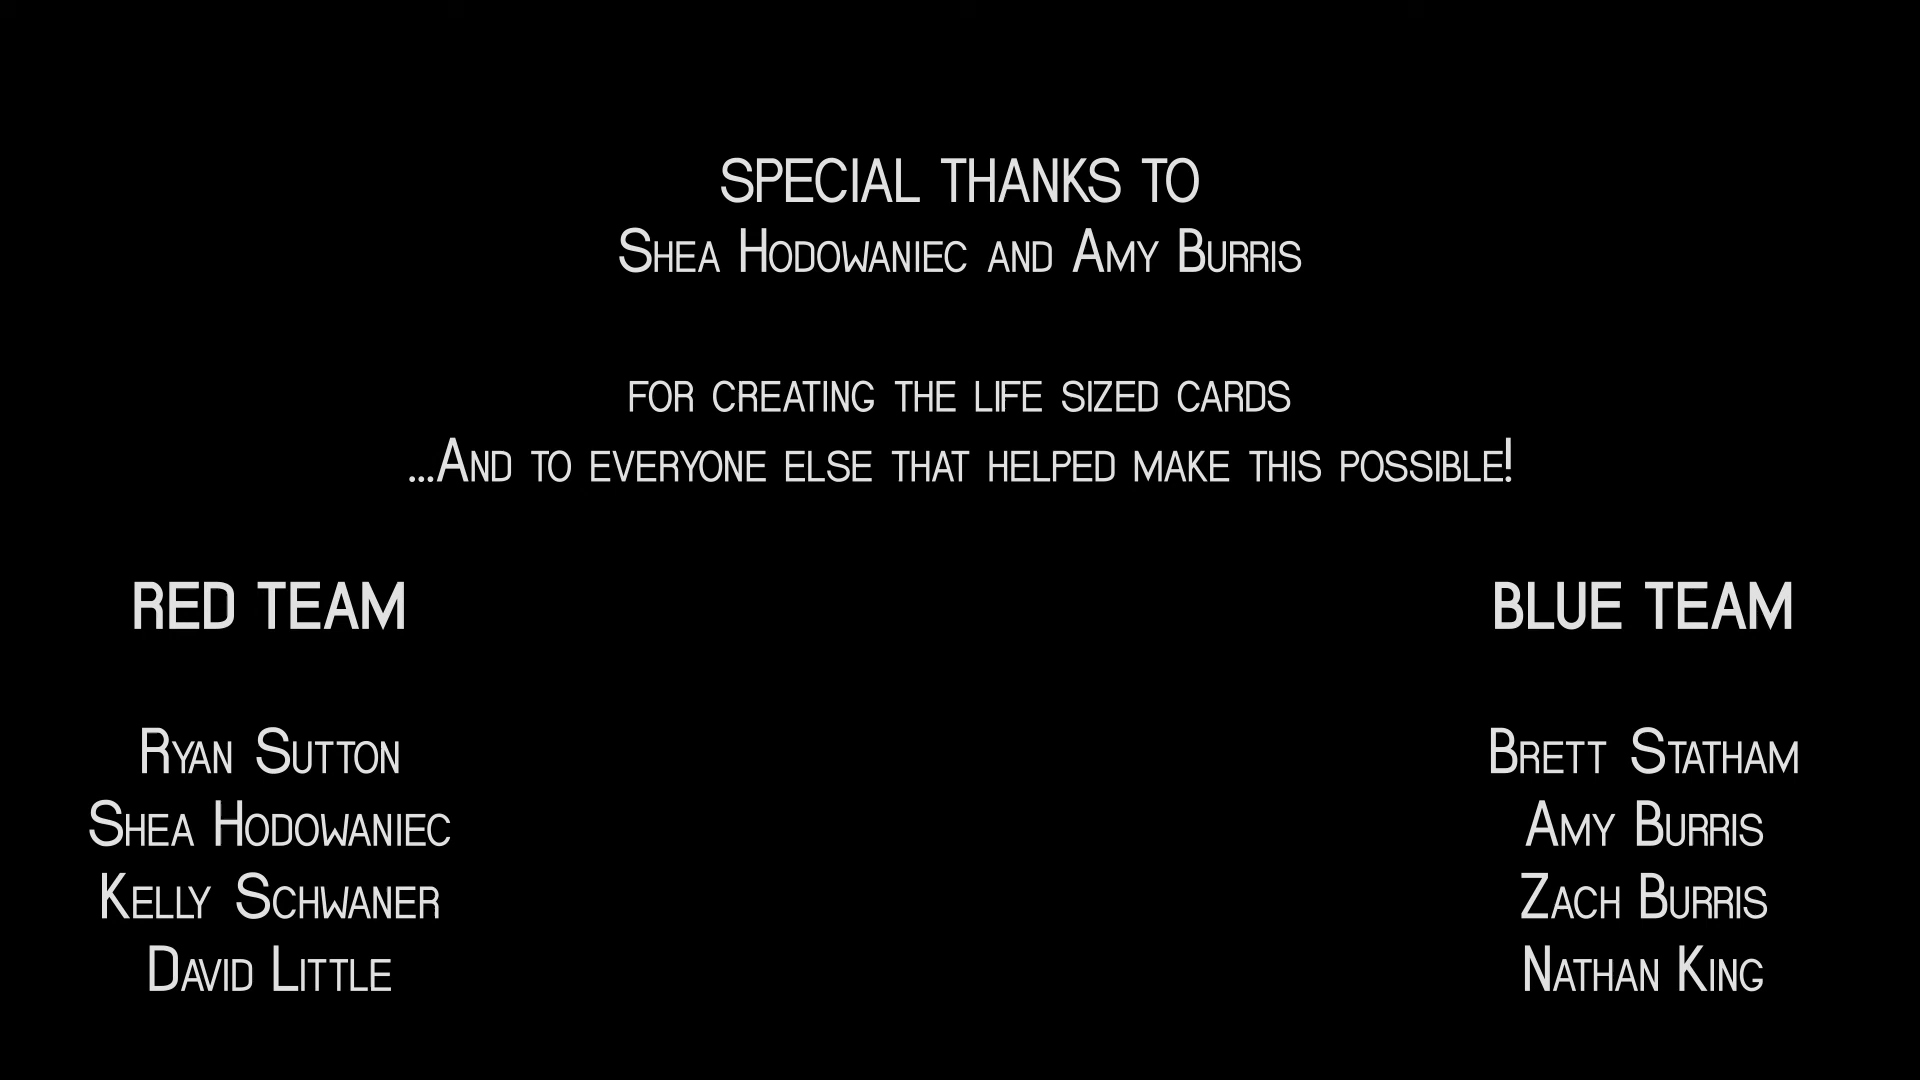 SPECIAL THANKS TO
Shea Hodowaniec and Amy Burris
for creating the life sized cards
...And to everyone else that helped make this possible!
RED TEAM
Ryan Sutton
Shea Hodowaniec
Kelly Schwaner
David Little
BLUE TEAM
Brett Statham
Amy Burris
Zach Burris
Nathan King